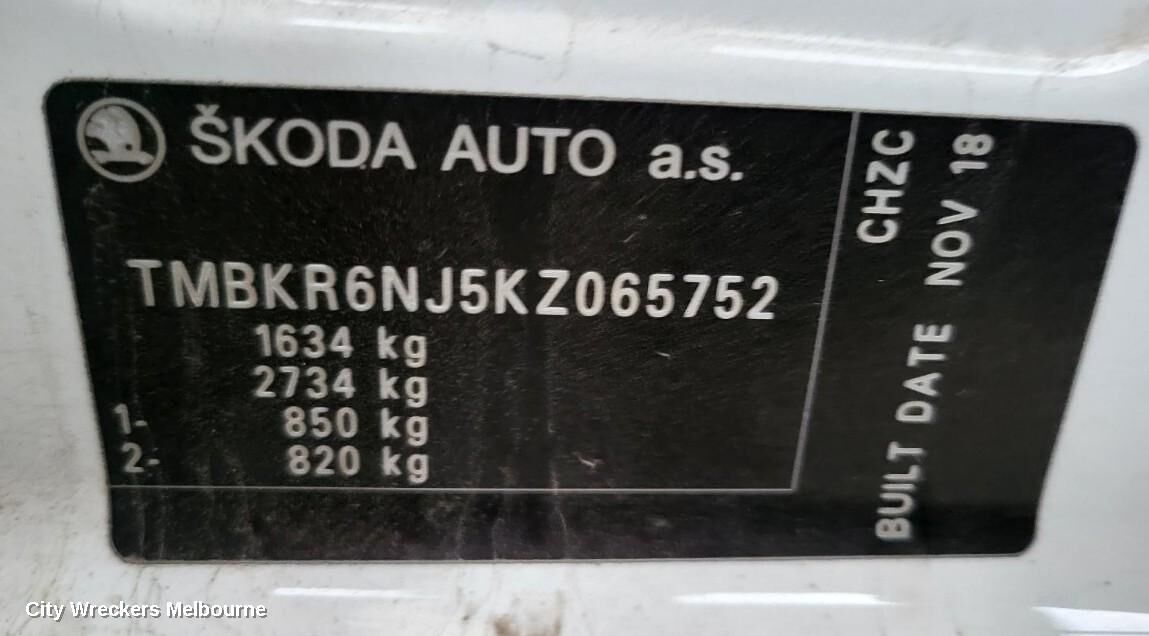 ŠKODA AUTO a.s.
TMBKR6NJ5KZ065752
1634 kg
2734 kg
1- 850 kg
2- 820 kg
CHZC
BUILT DATE NOV 18
City Wreckers Melbourne